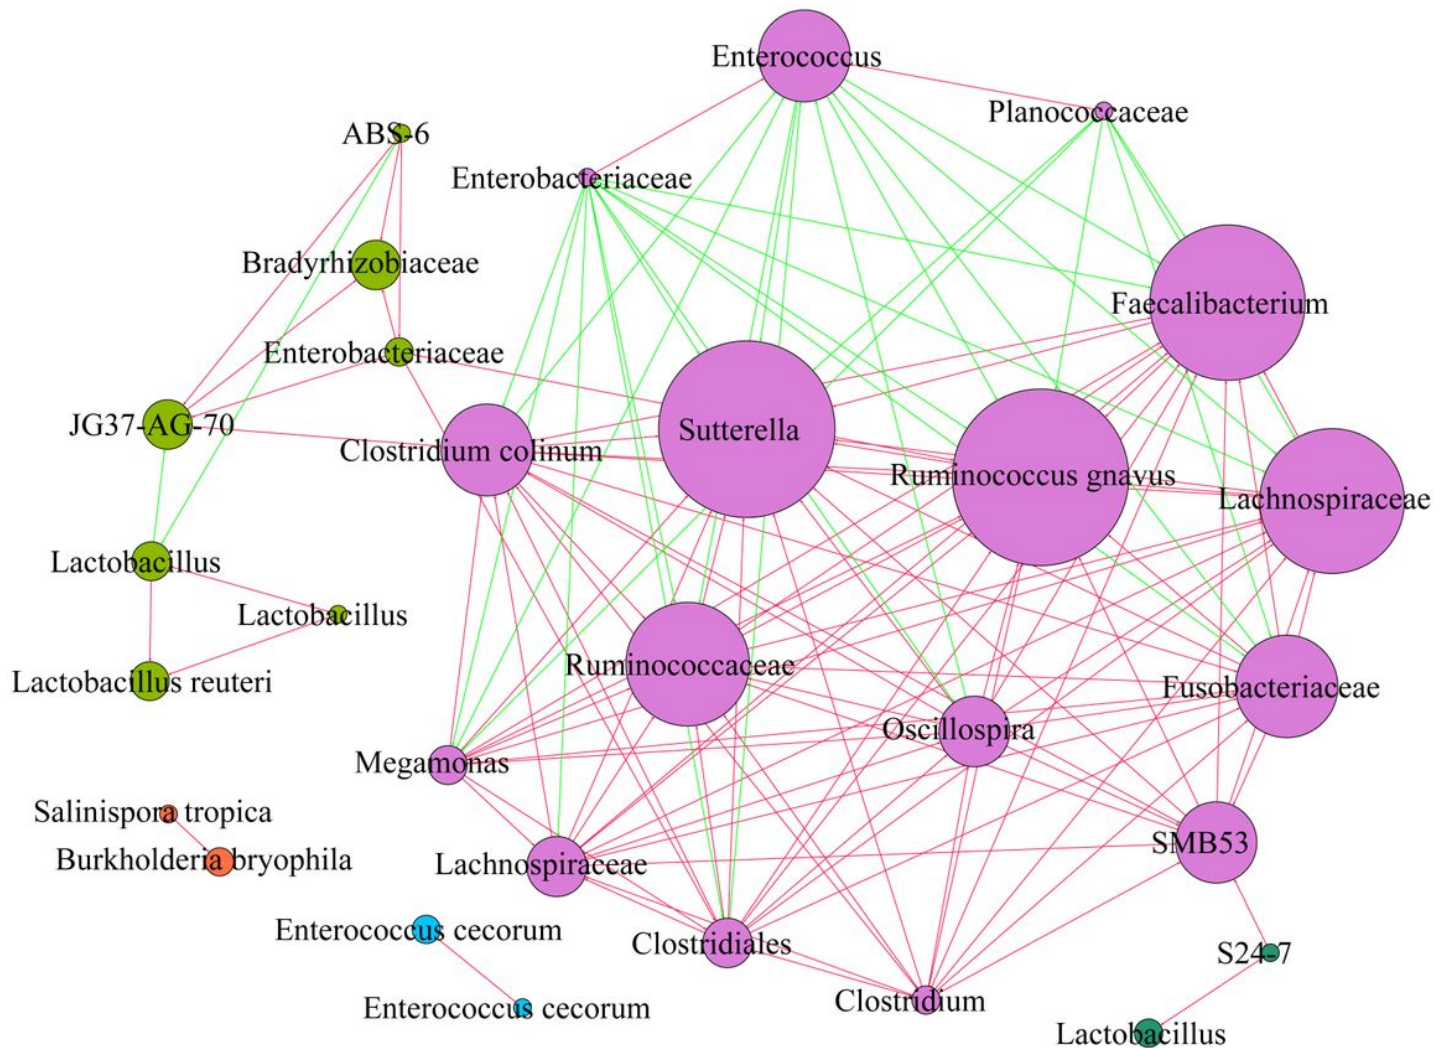 Enterococcus
Planococcaceae
ABS-6
Enterobacteriaceae
Bradyrhizobiaceae
Faecalibacterium
Enterobacteriaceae
JG37-AG-70
Sutterella
Clostridium colinum
Ruminococcus gnavus
Lachnospiraceae
Lactobacillus
Lactobacillus
Ruminococcaceae
Lactobacillus reuteri
Fusobacteriaceae
Oscillospira
Megamonas
Salinispora tropica
SMB53
Burkholderia bryophila
Lachnospiraceae
Enterococcus cecorum
Clostridiales
S24-7
Clostridium
Enterococcus cecorum
Lactobacillus